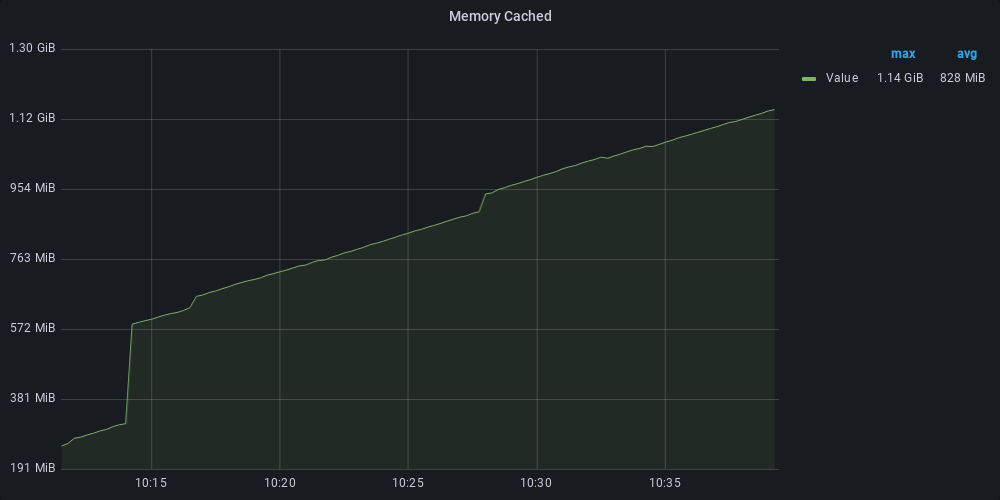 Memory Cached
1.30 GiB
1.12 GiB
954 MiB
763 MiB
572 MiB
381 MiB
191 MiB
10:15 10:20 10:25 10:30 10:35
max avg
Value 1.14 GiB 828 MiB